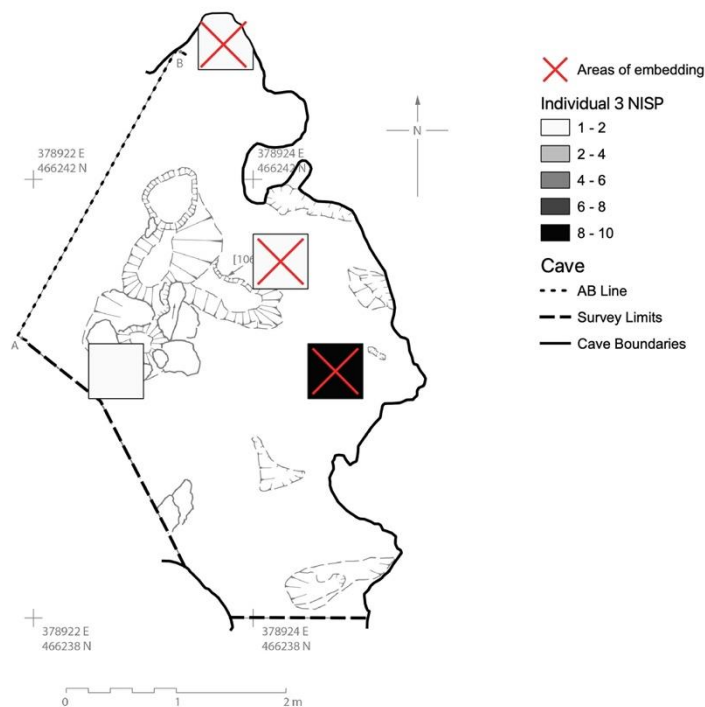 B
378922 E
466242 N
378924 E
466242 N
N
[106
A
378922 E
466238 N
378924 E
466238 N
0
1
2 m
Areas of embedding
Individual 3 NISP
1 - 2
2 - 4
4 - 6
6 - 8
8 - 10
Cave
AB Line
Survey Limits
Cave Boundaries